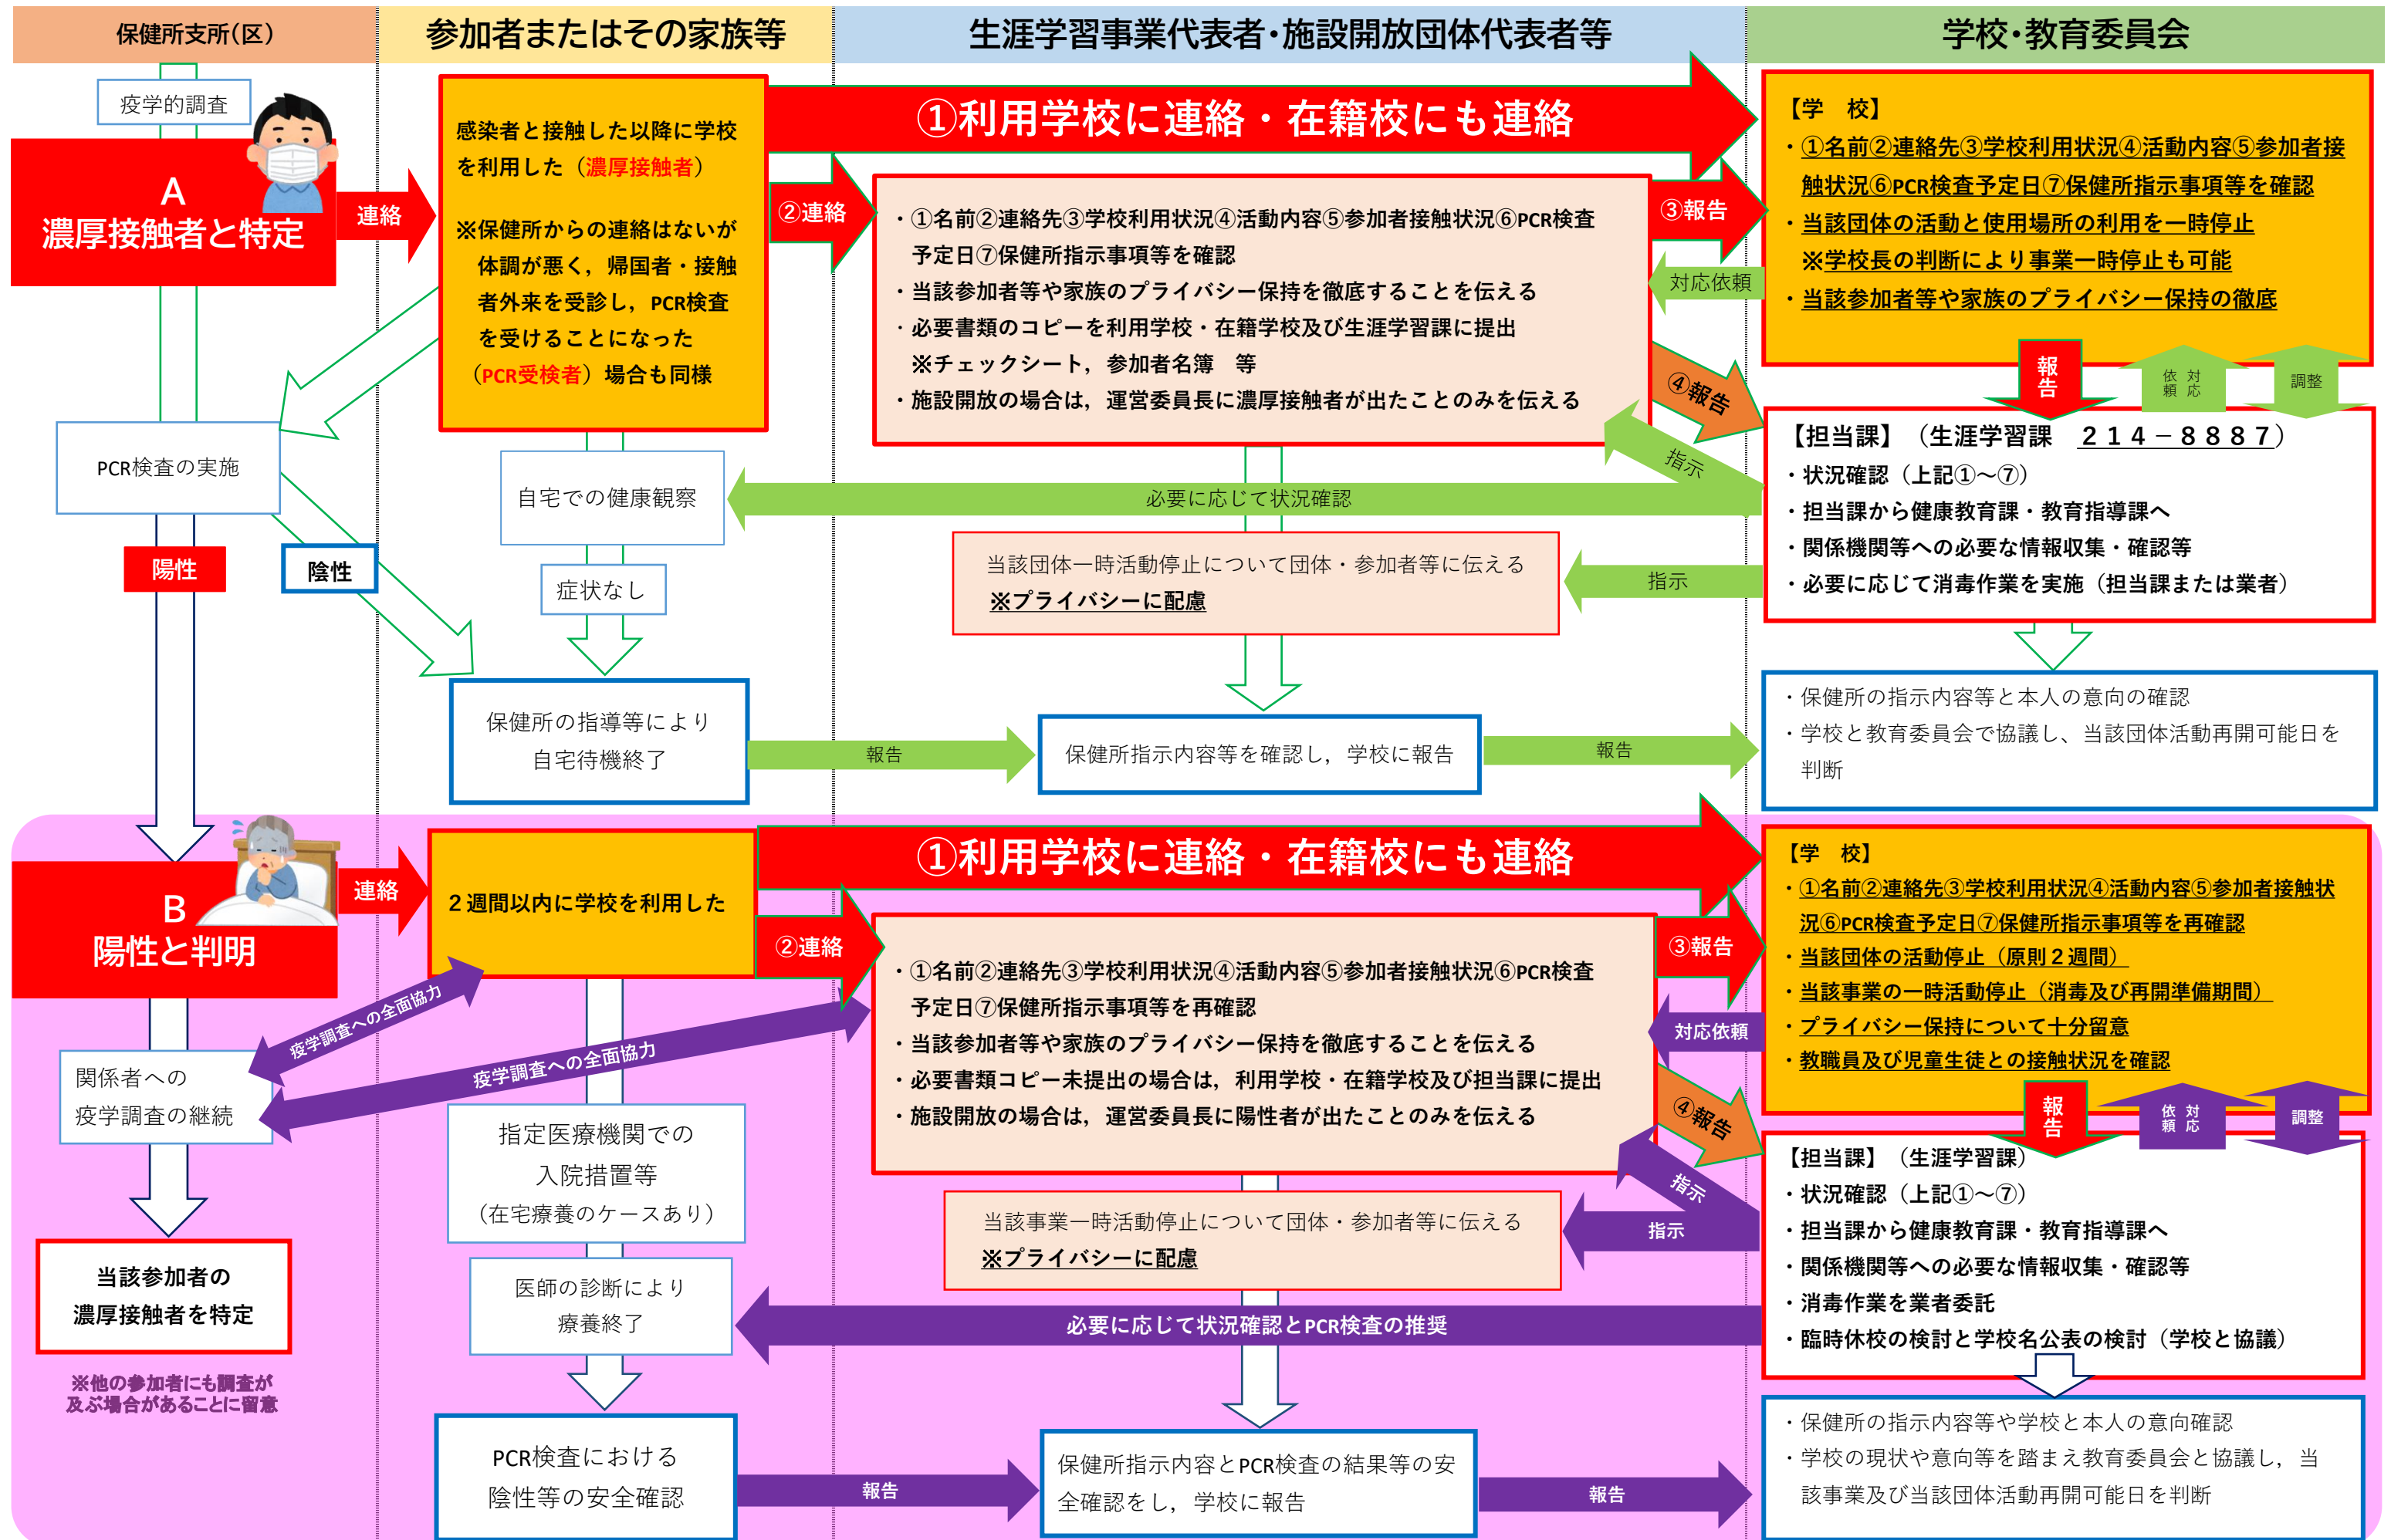 保健所支所(区)
参加者またはその家族等
生涯学習事業代表者・施設開放団体代表者等
学校・教育委員会
疫学的調査
A
濃厚接触者と特定
連絡
感染者と接触した以降に学校
を利用した(濃厚接触者)
※保健所からの連絡はないが
体調が悪く,帰国者・接触
者外来を受診し,PCR検査
を受けることになった
(PCR受検者)場合も同様
①利用学校に連絡・在籍校にも連絡
②連絡
・①名前②連絡先③学校利用状況④活動内容⑤参加者接触状況⑥PCR検査
予定日⑦保健所指示事項等を確認
・当該参加者等や家族のプライバシー保持を徹底することを伝える
・必要書類のコピーを利用学校・在籍学校及び生涯学習課に提出
※チェックシート,参加者名簿 等
・施設開放の場合は,運営委員長に濃厚接触者が出たことのみを伝える
③報告
対応依頼
④報告
指示
【学 校】
・①名前②連絡先③学校利用状況④活動内容⑤参加者接
触状況⑥PCR検査予定日⑦保健所指示事項等を確認
・当該団体の活動と使用場所の利用を一時停止
※学校長の判断により事業一時停止も可能
・当該参加者等や家族のプライバシー保持の徹底
報告
対応
依頼
調整
【担当課】(生涯学習課 214-8887)
・状況確認(上記①~⑦)
・担当課から健康教育課・教育指導課へ
・関係機関等への必要な情報収集・確認等
・必要に応じて消毒作業を実施(担当課または業者)
PCR検査の実施
陽性
陰性
自宅での健康観察
必要に応じて状況確認
症状なし
当該団体一時活動停止について団体・参加者等に伝える
※プライバシーに配慮
指示
保健所の指導等により
自宅待機終了
報告
保健所指示内容等を確認し,学校に報告
報告
・保健所の指示内容等と本人の意向の確認
・学校と教育委員会で協議し、当該団体活動再開可能日を
判断
B
陽性と判明
連絡
2週間以内に学校を利用した
①利用学校に連絡・在籍校にも連絡
②連絡
・①名前②連絡先③学校利用状況④活動内容⑤参加者接触状況⑥PCR検査
予定日⑦保健所指示事項等を再確認
・当該参加者等や家族のプライバシー保持を徹底することを伝える
・必要書類コピー未提出の場合は,利用学校・在籍学校及び担当課に提出
・施設開放の場合は,運営委員長に陽性者が出たことのみを伝える
③報告
対応依頼
④報告
指示
【学 校】
・①名前②連絡先③学校利用状況④活動内容⑤参加者接触状
況⑥PCR検査予定日⑦保健所指示事項等を再確認
・当該団体の活動停止(原則2週間)
・当該事業の一時活動停止(消毒及び再開準備期間)
・プライバシー保持について十分留意
・教職員及び児童生徒との接触状況を確認
報告
対応
依頼
調整
【担当課】(生涯学習課)
・状況確認(上記①~⑦)
・担当課から健康教育課・教育指導課へ
・関係機関等への必要な情報収集・確認等
・消毒作業を業者委託
・臨時休校の検討と学校名公表の検討(学校と協議)
疫学調査への全面協力
疫学調査への全面協力
関係者への
疫学調査の継続
当該参加者の
濃厚接触者を特定
※他の参加者にも調査が
及ぶ場合があることに留意
指定医療機関での
入院措置等
(在宅療養のケースあり)
医師の診断により
療養終了
当該事業一時活動停止について団体・参加者等に伝える
※プライバシーに配慮
指示
必要に応じて状況確認とPCR検査の推奨
PCR検査における
陰性等の安全確認
報告
保健所指示内容とPCR検査の結果等の安
全確認をし,学校に報告
報告
・保健所の指示内容等や学校と本人の意向確認
・学校の現状や意向等を踏まえ教育委員会と協議し,当
該事業及び当該団体活動再開可能日を判断